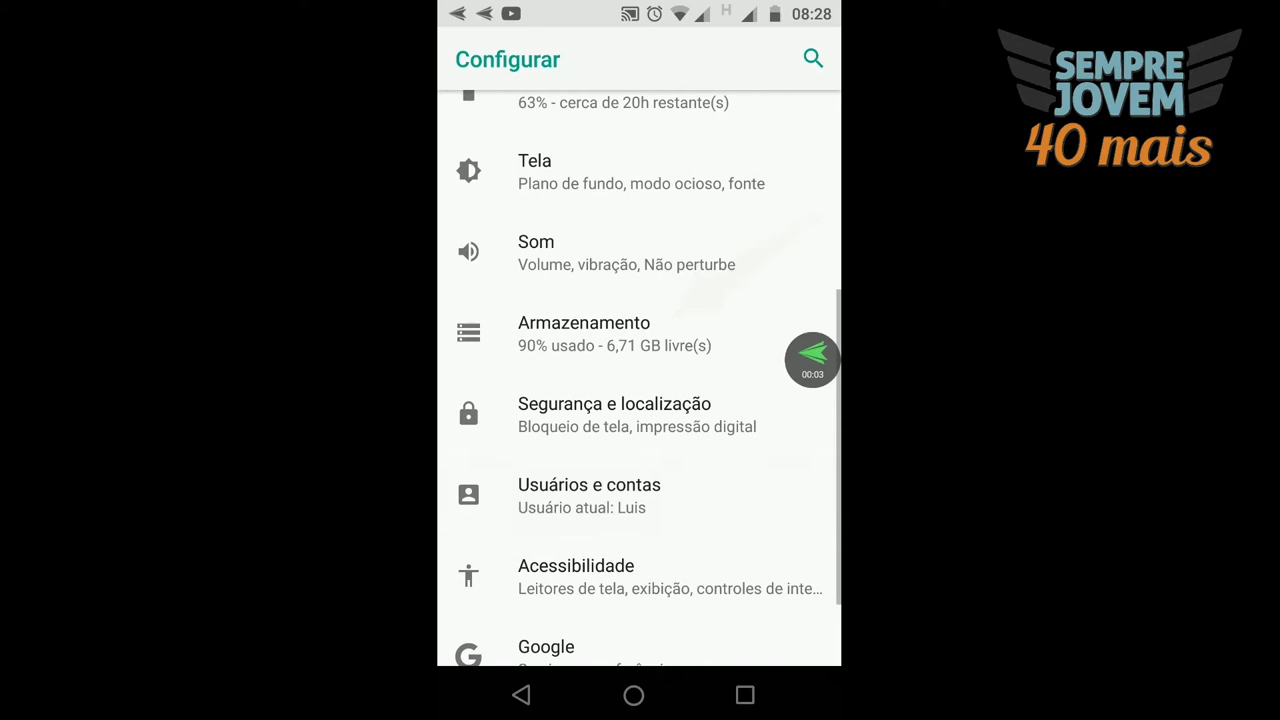 H
08:28
Configurar
63% - cerca de 20h restante(s)
Tela
Plano de fundo, modo ocioso, fonte
Som
Volume, vibração, Não perturbe
Armazenamento
90% usado - 6,71 GB livre(s)
00:03
Segurança e localização
Bloqueio de tela, impressão digital
Usuários e contas
Usuário atual: Luis
Acessibilidade
Leitores de tela, exibição, controles de inte...
Google
SEMPRE
JOVEM
40 mais